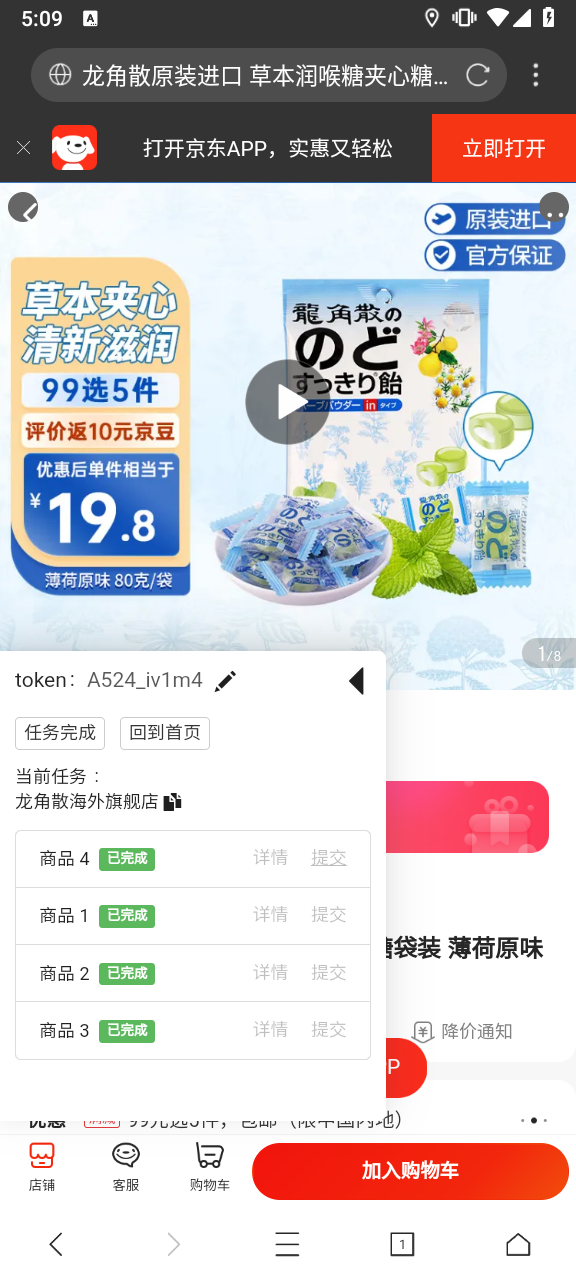 5:09
A
龙角散原装进口 草本润喉糖夹心糖...
打开京东APP，实惠又轻松
立即打开
原装进口
官方保证
草本夹心
清新滋润
99选5件
评价返10元京豆
优惠后单件相当于
¥19.8
薄荷原味 80克/袋
龍角散の
のど
すっきり飴
ハーブパウダー in タイプ
1/8
token： A524_iv1m4
任务完成
回到首页
当前任务：
龙角散海外旗舰店
商品 4 已完成 详情 提交
商品 1 已完成 详情 提交
商品 2 已完成 详情 提交
商品 3 已完成 详情 提交
糖袋装 薄荷原味
降价通知
P
优惠 满减 99元选5件，包邮（限中国内地）
店铺
客服
购物车
加入购物车
1